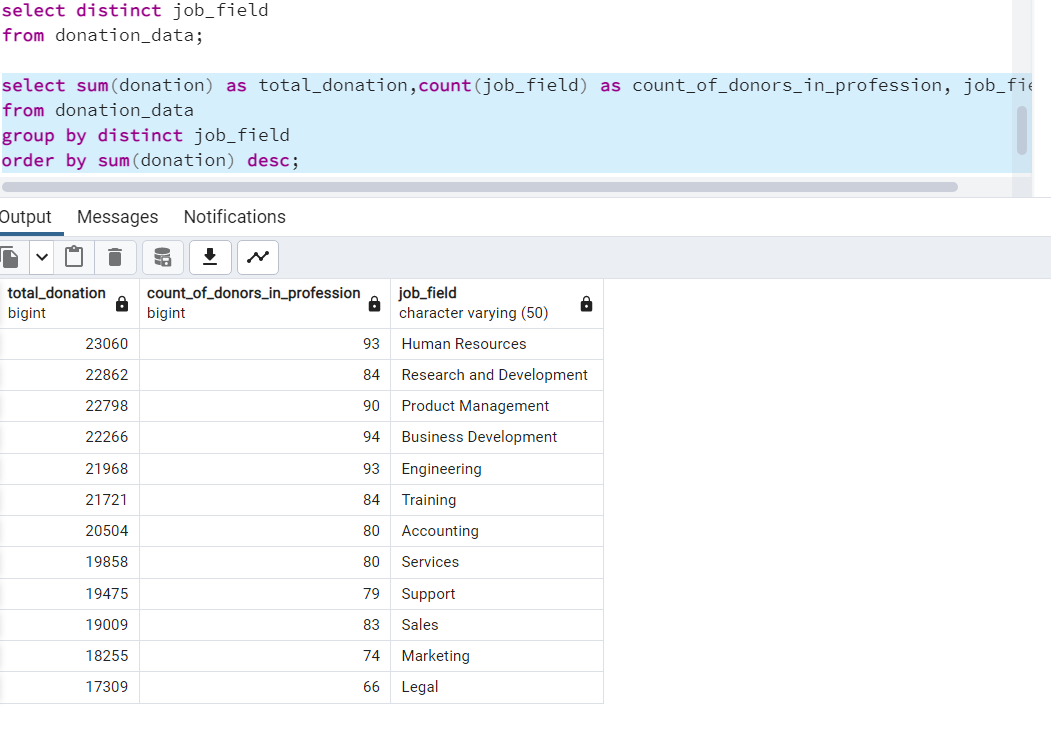 select distinct job_field
from donation_data;
select sum(donation) as total_donation,count(job_field) as count_of_donors_in_profession, job_fie
from donation_data
group by distinct job_field
order by sum(donation) desc;
Output Messages Notifications
total_donation count_of_donors_in_profession job_field
bigint bigint character varying (50)
23060 93 Human Resources
22862 84 Research and Development
22798 90 Product Management
22266 94 Business Development
21968 93 Engineering
21721 84 Training
20504 80 Accounting
19858 80 Services
19475 79 Support
19009 83 Sales
18255 74 Marketing
17309 66 Legal